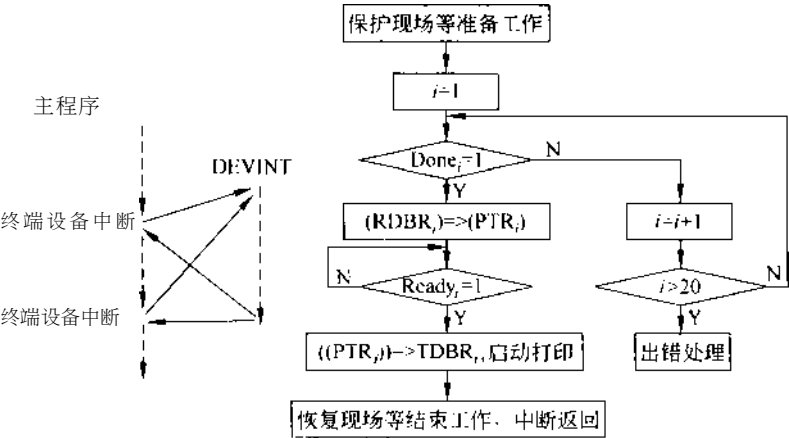 保护现场等准备工作
i=1
主程序
Done_i=1
N
DEVINT
Y
终端设备中断
(RDBR_i)=>(PTR_i)
i=i+1
N
Ready_i=1
i>20
N
终端设备中断
Y
Y
((PTR_i))->TDBR_i,启动打印
出错处理
恢复现场等结束工作、中断返回